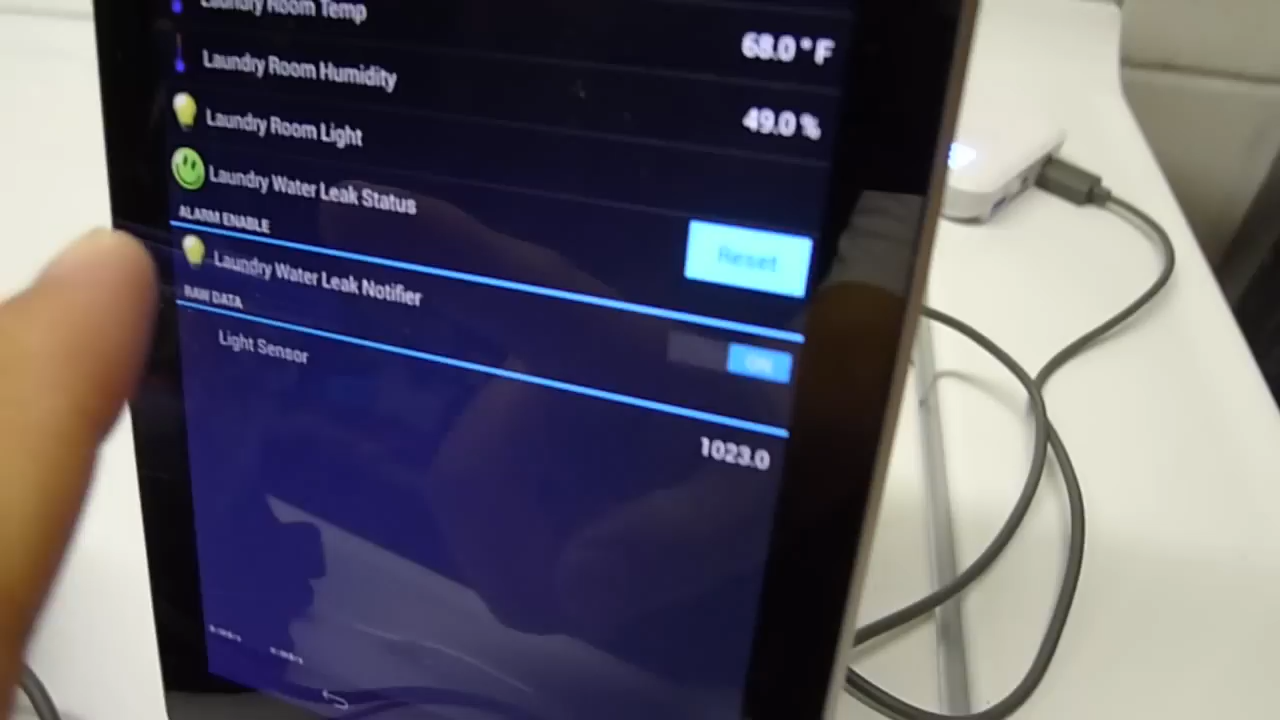 Laundry Room Temp
68.0 °F
Laundry Room Humidity
49.0 %
Laundry Room Light
Laundry Water Leak Status
Reset
ALARM ENABLE
Laundry Water Leak Notifier
ON
RAW DATA
Light Sensor
1023.0